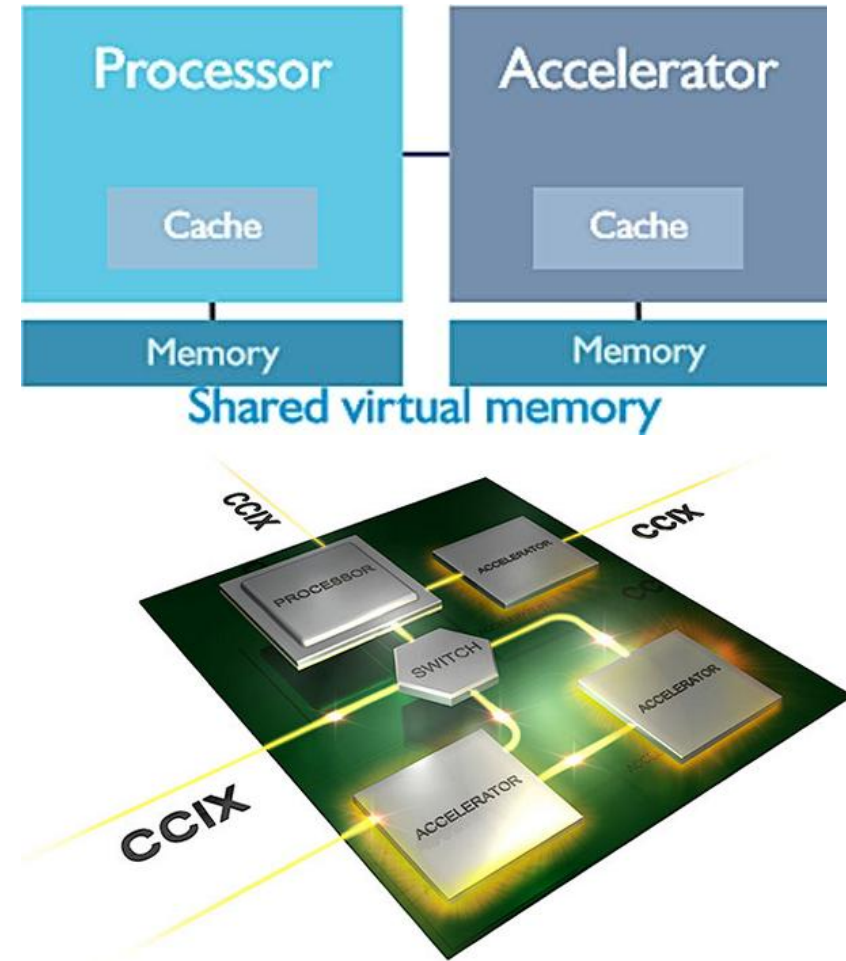 Processor
Accelerator
Cache
Cache
Memory
Memory
Shared virtual memory
CCIX
CCIX
PROCESSOR
ACCELERATOR
SWITCH
ACCELERATOR
CCIX
ACCELERATOR